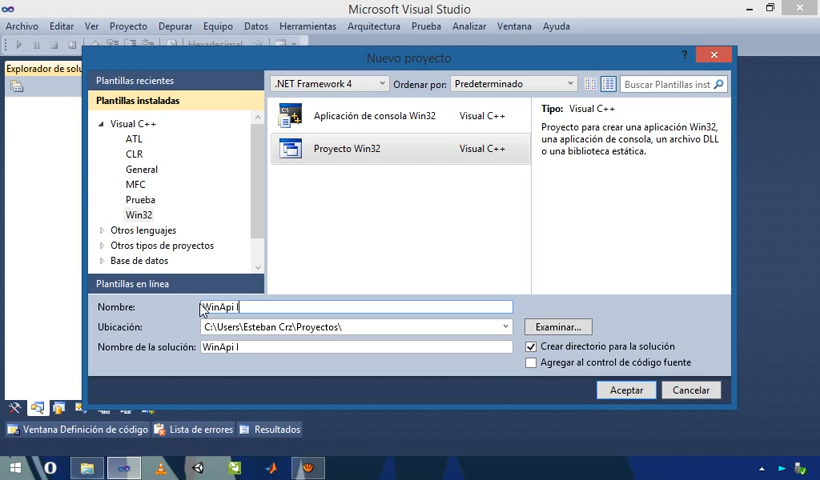 Microsoft Visual Studio
Archivo Editar Ver Proyecto Depurar Equipo Datos Herramientas Arquitectura Prueba Analizar Ventana Ayuda
Hexadecimal
Explorador de solu
Nuevo proyecto
?
Plantillas recientes
.NET Framework 4 Ordenar por: Predeterminado Buscar Plantillas inst
Plantillas instaladas
Visual C++
ATL
CLR
General
MFC
Prueba
Win32
Otros lenguajes
Otros tipos de proyectos
Base de datos
Plantillas en línea
Aplicación de consola Win32 Visual C++
Proyecto Win32 Visual C++
Tipo: Visual C++
Proyecto para crear una aplicación Win32,
una aplicación de consola, un archivo DLL
o una biblioteca estática.
Nombre: WinApi I
Ubicación: C:\Users\Esteban Crz\Proyectos\ Examinar...
Nombre de la solución: WinApi I
Crear directorio para la solución
Agregar al control de código fuente
Aceptar Cancelar
Ventana Definición de código Lista de errores Resultados